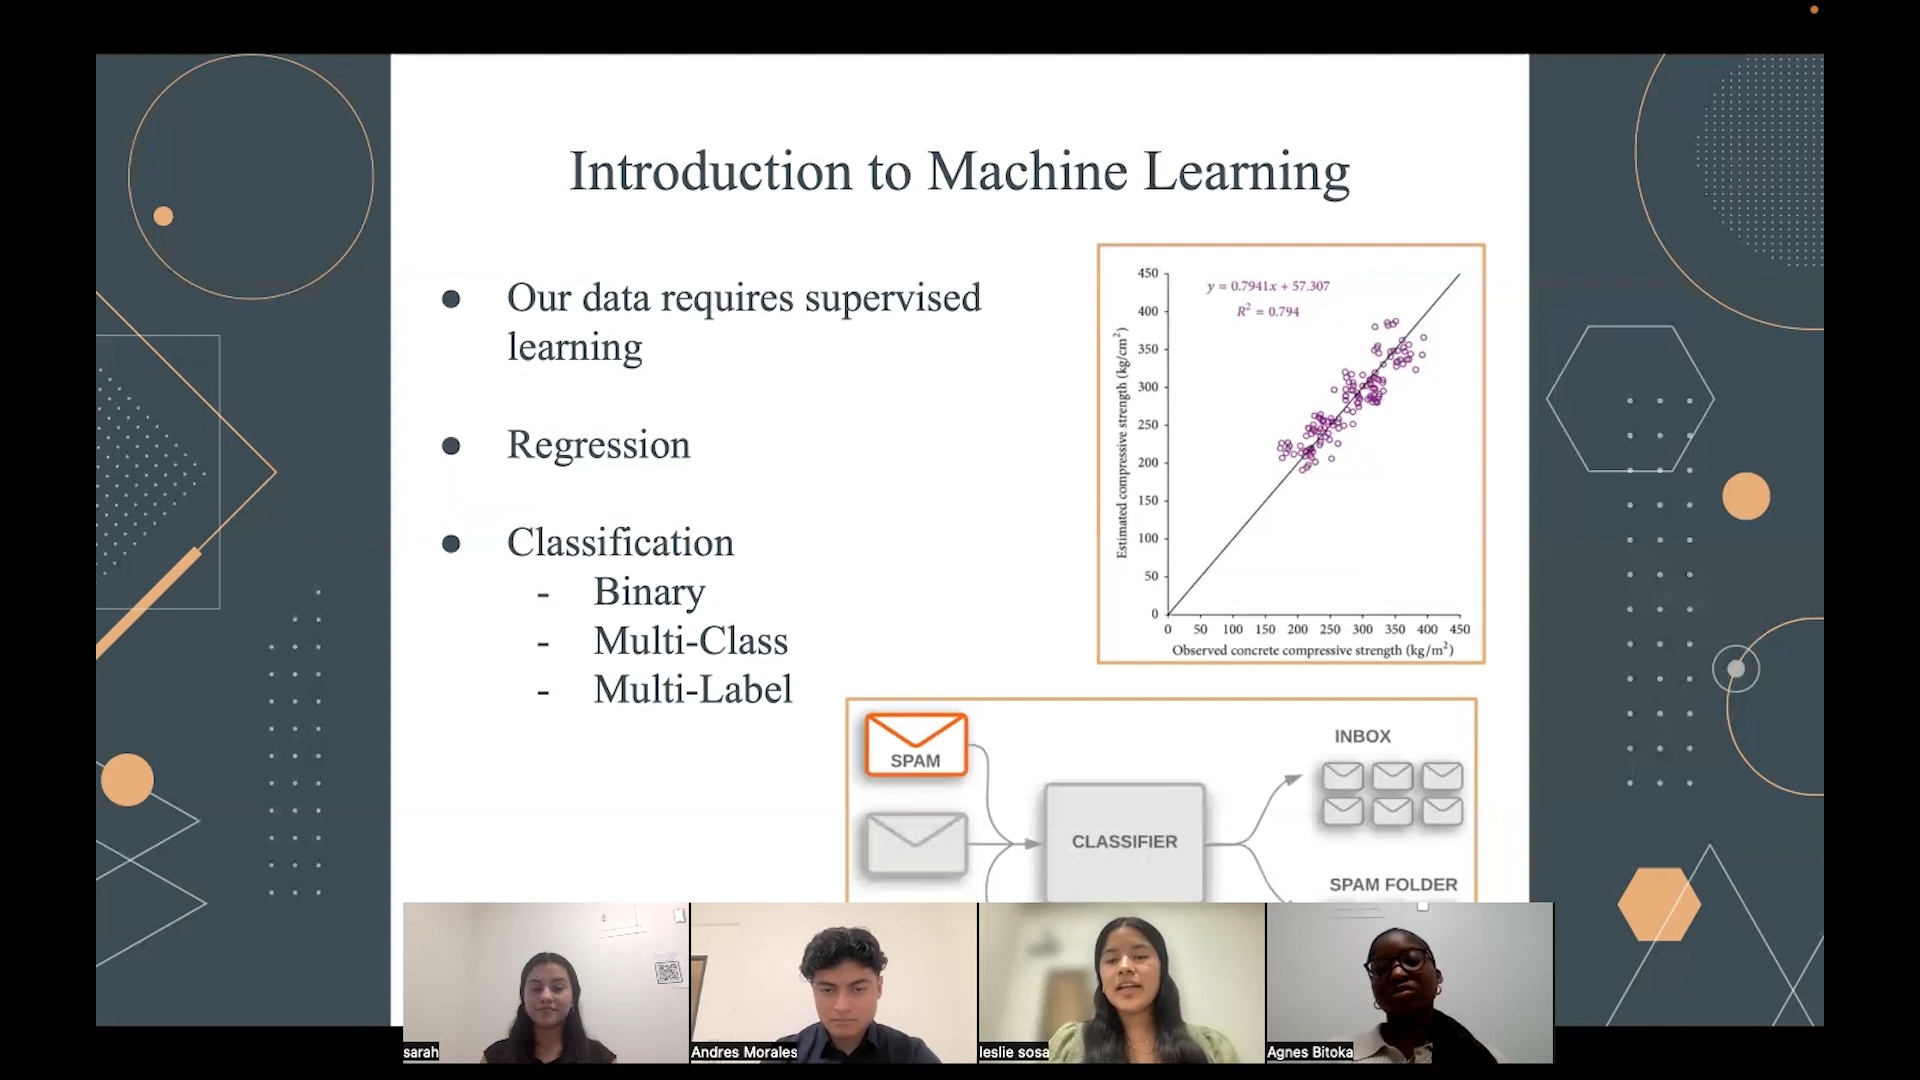 Introduction to Machine Learning
● Our data requires supervised
learning
● Regression
● Classification
- Binary
- Multi-Class
- Multi-Label
y = 0.7941x + 57.307
R² = 0.794
Estimated compressive strength (kg/cm²)
450
400
350
300
250
200
150
100
50
0
0 50 100 150 200 250 300 350 400 450
Observed concrete compressive strength (kg/m²)
SPAM
CLASSIFIER
INBOX
SPAM FOLDER
sarah
Andres Morales
leslie sosa
Agnes Bitoka